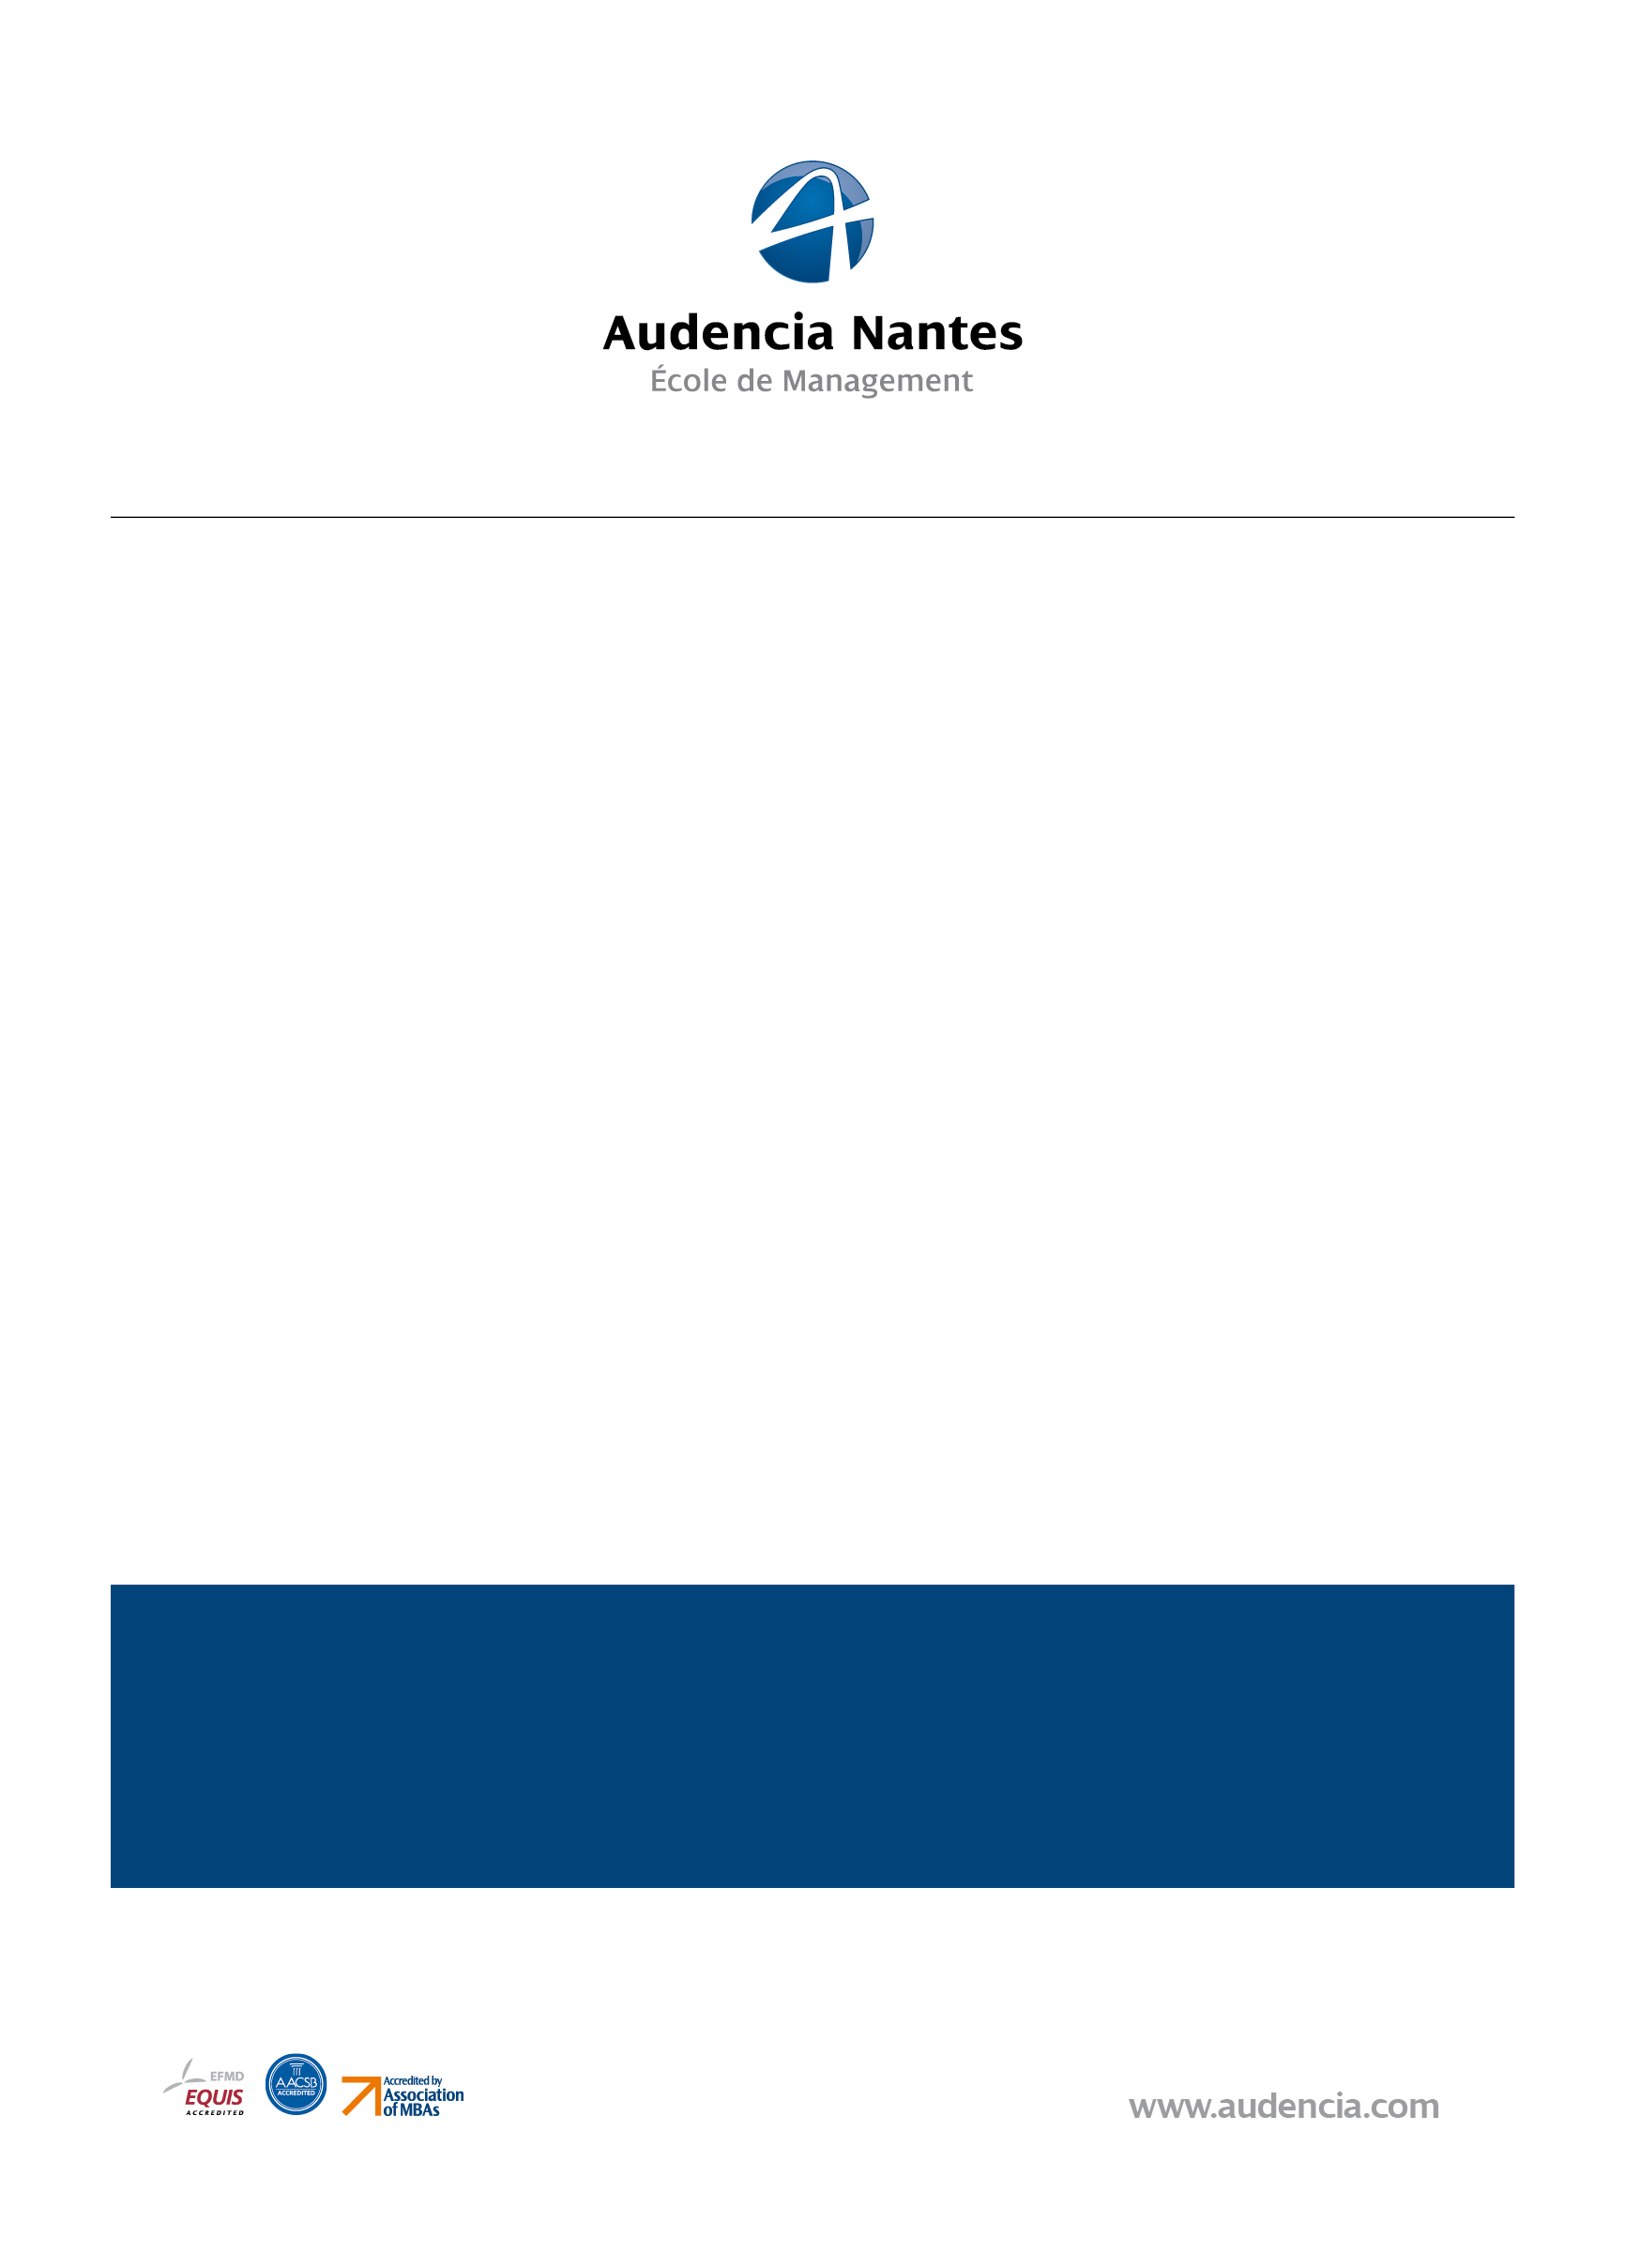 Audencia Nantes
École de Management
EFMD
EQUIS
ACCREDITED
AACSB
ACCREDITED
Accredited by
Association
of MBAs
www.audencia.com